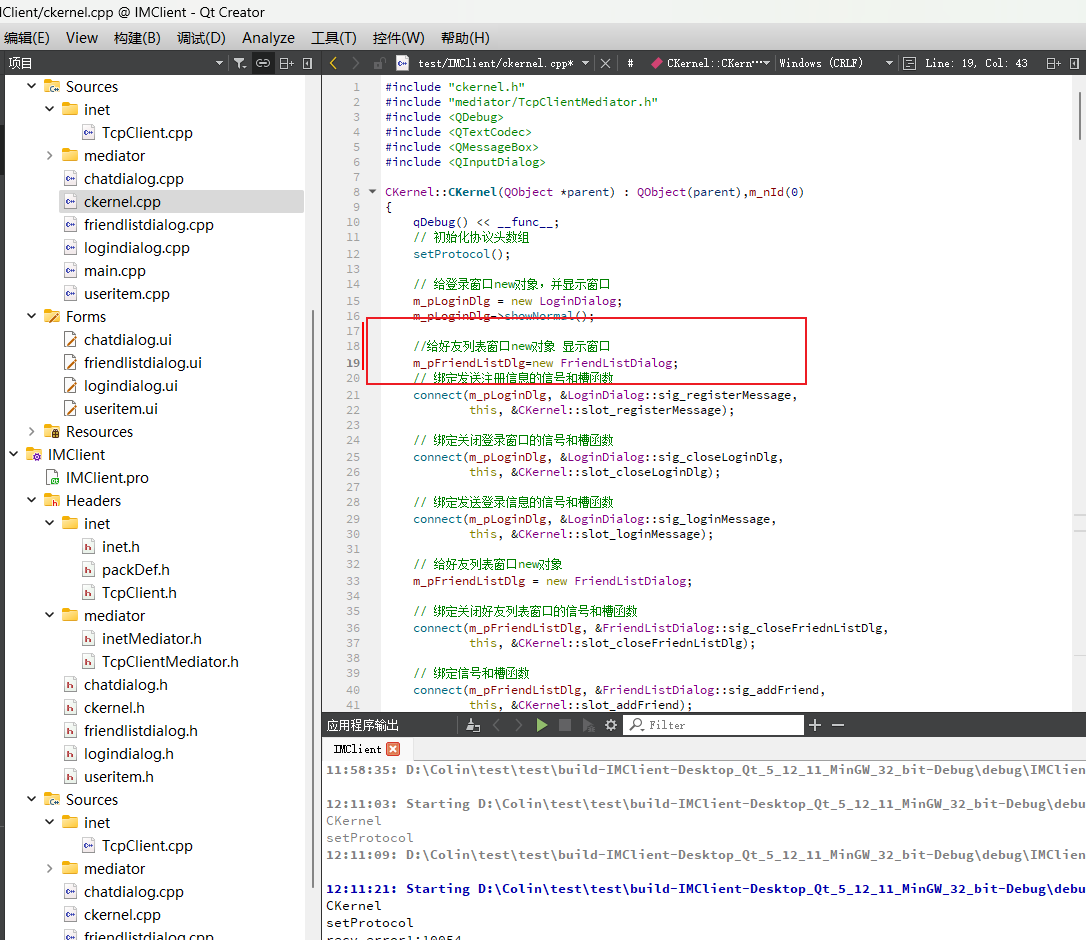 IClient/ckernel.cpp @ IMClient - Qt Creator
编辑(E) View 构建(B) 调试(D) Analyze 工具(T) 控件(W) 帮助(H)
项目
test/IMClient/ckernel.cpp* # CKernel::CKern··· Windows (CRLF) Line: 19, Col: 43
Sources
inet
TcpClient.cpp
mediator
chatdialog.cpp
ckernel.cpp
friendlistdialog.cpp
logindialog.cpp
main.cpp
useritem.cpp
Forms
chatdialog.ui
friendlistdialog.ui
logindialog.ui
useritem.ui
Resources
IMClient
IMClient.pro
Headers
inet
inet.h
packDef.h
TcpClient.h
mediator
inetMediator.h
TcpClientMediator.h
chatdialog.h
ckernel.h
friendlistdialog.h
logindialog.h
useritem.h
Sources
inet
TcpClient.cpp
mediator
chatdialog.cpp
ckernel.cpp
friendlistdialog.cpp
1 #include "ckernel.h"
2 #include "mediator/TcpClientMediator.h"
3 #include <QDebug>
4 #include <QTextCodec>
5 #include <QMessageBox>
6 #include <QInputDialog>
7
8 CKernel::CKernel(QObject *parent) : QObject(parent),m_nId(0)
9 {
10 qDebug() << __func__;
11 // 初始化协议头数组
12 setProtocol();
13
14 // 给登录窗口new对象，并显示窗口
15 m_pLoginDlg = new LoginDialog;
16 m_pLoginDlg->showNormal();
17
18 //给好友列表窗口new对象 显示窗口
19 m_pFriendListDlg=new FriendListDialog;
20 // 绑定发送注册信息的信号和槽函数
21 connect(m_pLoginDlg, &LoginDialog::sig_registerMessage,
22 this, &CKernel::slot_registerMessage);
23
24 // 绑定关闭登录窗口的信号和槽函数
25 connect(m_pLoginDlg, &LoginDialog::sig_closeLoginDlg,
26 this, &CKernel::slot_closeLoginDlg);
27
28 // 绑定发送登录信息的信号和槽函数
29 connect(m_pLoginDlg, &LoginDialog::sig_loginMessage,
30 this, &CKernel::slot_loginMessage);
31
32 // 给好友列表窗口new对象
33 m_pFriendListDlg = new FriendListDialog;
34
35 // 绑定关闭好友列表窗口的信号和槽函数
36 connect(m_pFriendListDlg, &FriendListDialog::sig_closeFriednListDlg,
37 this, &CKernel::slot_closeFriednListDlg);
38
39 // 绑定信号和槽函数
40 connect(m_pFriendListDlg, &FriendListDialog::sig_addFriend,
41 this, &CKernel::slot_addFriend);
应用程序输出 Filter
IMClient
11:58:35: D:\Colin\test\test\build-IMClient-Desktop_Qt_5_12_11_MinGW_32_bit-Debug\debug\IMClien
12:11:03: Starting D:\Colin\test\test\build-IMClient-Desktop_Qt_5_12_11_MinGW_32_bit-Debug\debu
CKernel
setProtocol
12:11:09: D:\Colin\test\test\build-IMClient-Desktop_Qt_5_12_11_MinGW_32_bit-Debug\debug\IMClien
12:11:21: Starting D:\Colin\test\test\build-IMClient-Desktop_Qt_5_12_11_MinGW_32_bit-Debug\debu
CKernel
setProtocol
recv error1:10054